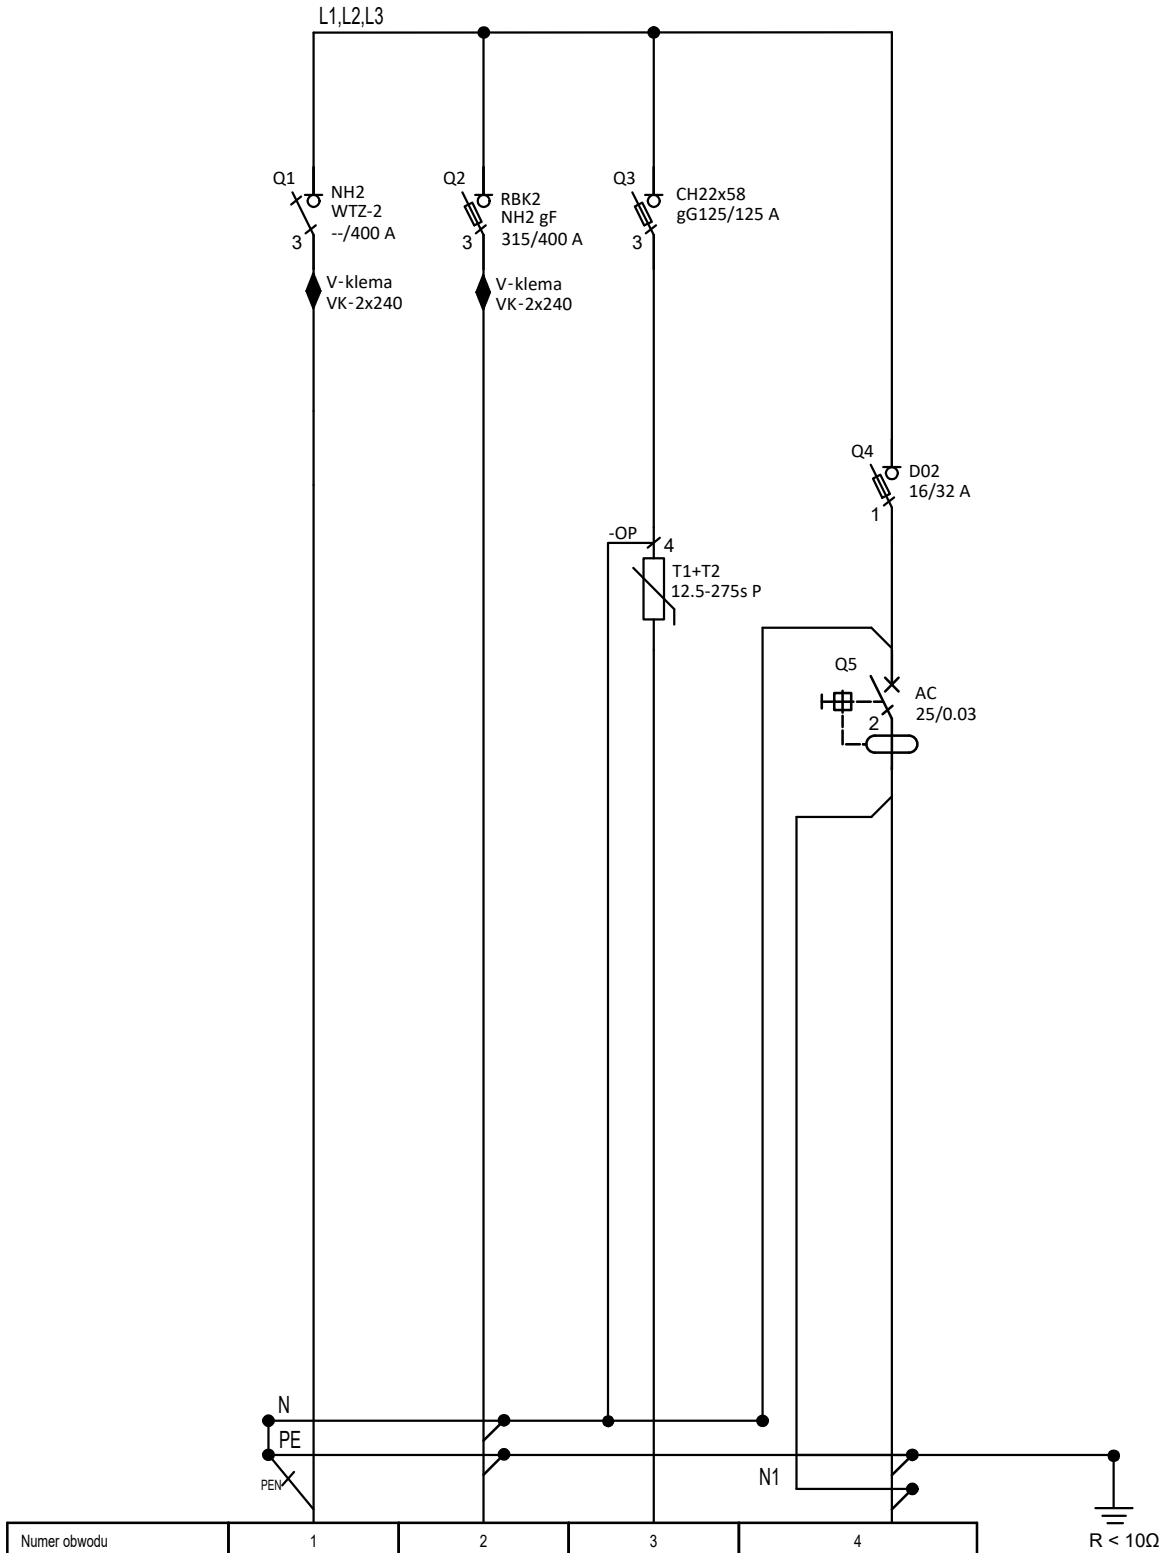 L1,L2,L3
Q1
NH2
WTZ-2
--/400 A
3
V-klema
VK-2x240
Q2
RBK2
NH2 gF
315/400 A
3
V-klema
VK-2x240
Q3
CH22x58
gG125/125 A
3
Q4
D02
16/32 A
1
-OP
4
T1+T2
12.5-275s P
Q5
AC
25/0.03
2
N
PE
PEN
N1
Numer obwodu 1 2 3 4
R < 10Ω